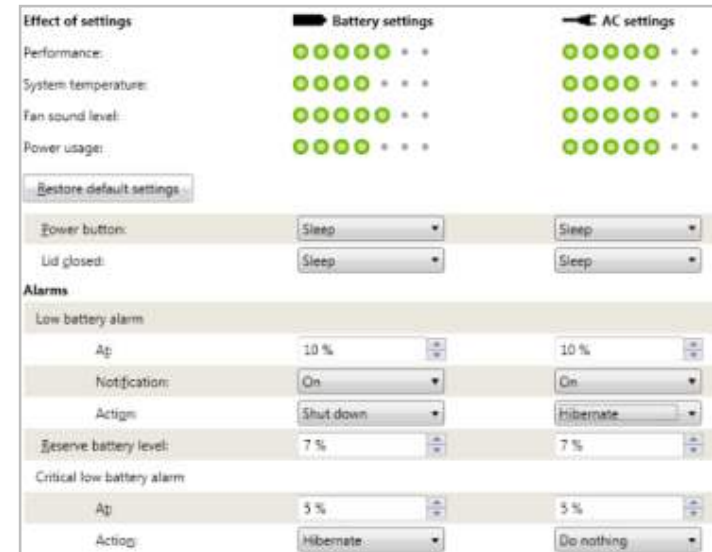 Effect of settings Battery settings AC settings
Performance:
System temperature:
Fan sound level:
Power usage:
Restore default settings
Power button: Sleep Sleep
Lid closed: Sleep Sleep
Alarms
Low battery alarm
At: 10 % 10 %
Notification: On On
Action: Shut down Hibernate
Reserve battery level: 7 % 7 %
Critical low battery alarm
At: 5 % 5 %
Action: Hibernate Do nothing